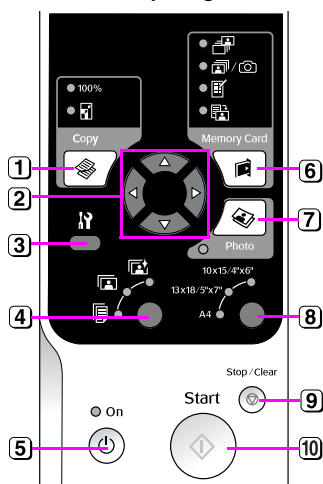 100%
Copy
Memory Card
1
2
3
4
5
6
7
8
9
10
Photo
10x15/4"x6"
13x18/5"x7"
A4
Stop/Clear
On
Start